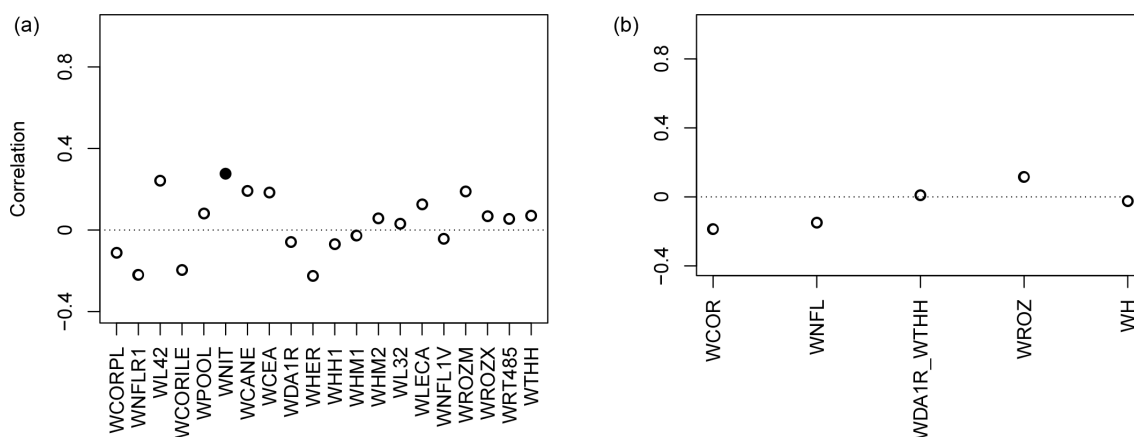 (a)
Correlation
0.8
0.4
0
−0.4
WCORPL
WNFLR1
WL42
WCORILE
WPOOL
WNIT
WCANE
WCEA
WDA1R
WHER
WHH1
WHM1
WHM2
WL32
WLECA
WNFL1V
WROZM
WROZX
WRT485
WTHH
(b)
0.8
0.4
0
−0.4
WCOR
WNFL
WDA1R_WTHH
WROZ
WH